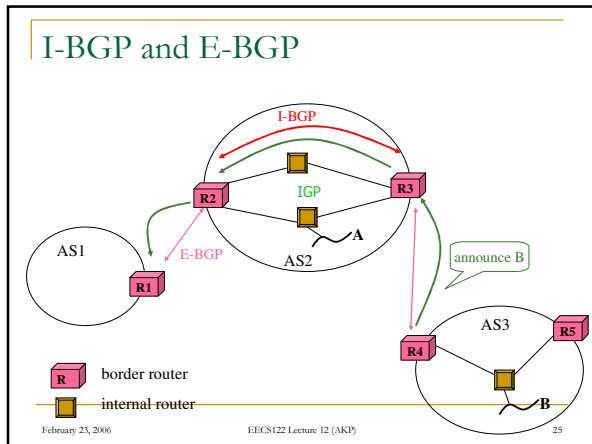 I-BGP and E-BGP
I-BGP
R2
IGP
R3
A
AS2
AS1
E-BGP
R1
announce B
AS3
R4
R5
B
R border router
internal router
February 23, 2006 EECS122 Lecture 12 (AKP) 25